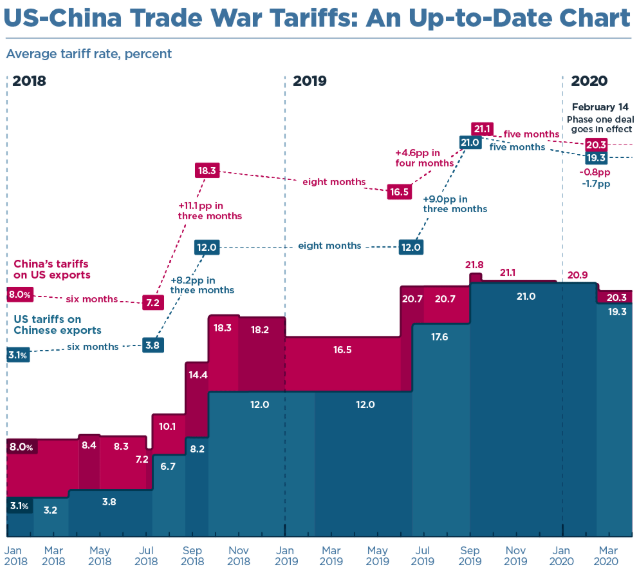 US-China Trade War Tariffs: An Up-to-Date Chart
Average tariff rate, percent
2018
2019
2020
February 14
Phase one deal
goes in effect
21.1
five months
20.3
21.0
five months
19.3
-0.8pp
-1.7pp
+4.6pp in
four months
18.3
eight months
16.5
+9.0pp in
three months
+11.1pp in
three months
12.0
eight months
12.0
China's tariffs
on US exports
+8.2pp in
three months
8.0%
six months
7.2
US tariffs on
Chinese exports
3.1%
six months
3.8
21.8
21.1
20.9
20.7
20.7
21.0
20.3
19.3
18.3
18.2
17.6
16.5
14.4
12.0
12.0
10.1
8.0%
8.4
8.3
7.2
8.2
6.7
3.1%
3.2
3.8
Jan
2018
Mar
2018
May
2018
Jul
2018
Sep
2018
Nov
2018
Jan
2019
Mar
2019
May
2019
Jul
2019
Sep
2019
Nov
2019
Jan
2020
Mar
2020